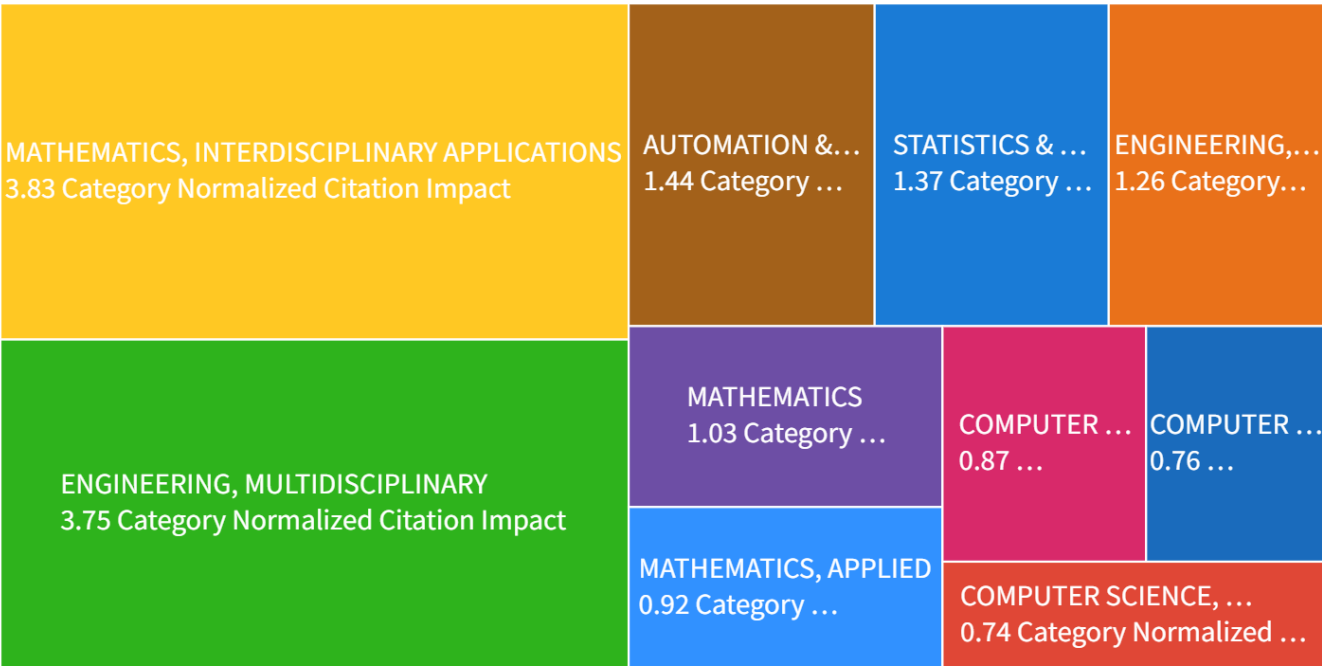 MATHEMATICS, INTERDISCIPLINARY APPLICATIONS
3.83 Category Normalized Citation Impact
ENGINEERING, MULTIDISCIPLINARY
3.75 Category Normalized Citation Impact
AUTOMATION &...
1.44 Category ...
STATISTICS & ...
1.37 Category ...
ENGINEERING,...
1.26 Category...
MATHEMATICS
1.03 Category ...
MATHEMATICS, APPLIED
0.92 Category ...
COMPUTER ...
0.87 ...
COMPUTER ...
0.76 ...
COMPUTER SCIENCE, ...
0.74 Category Normalized ...